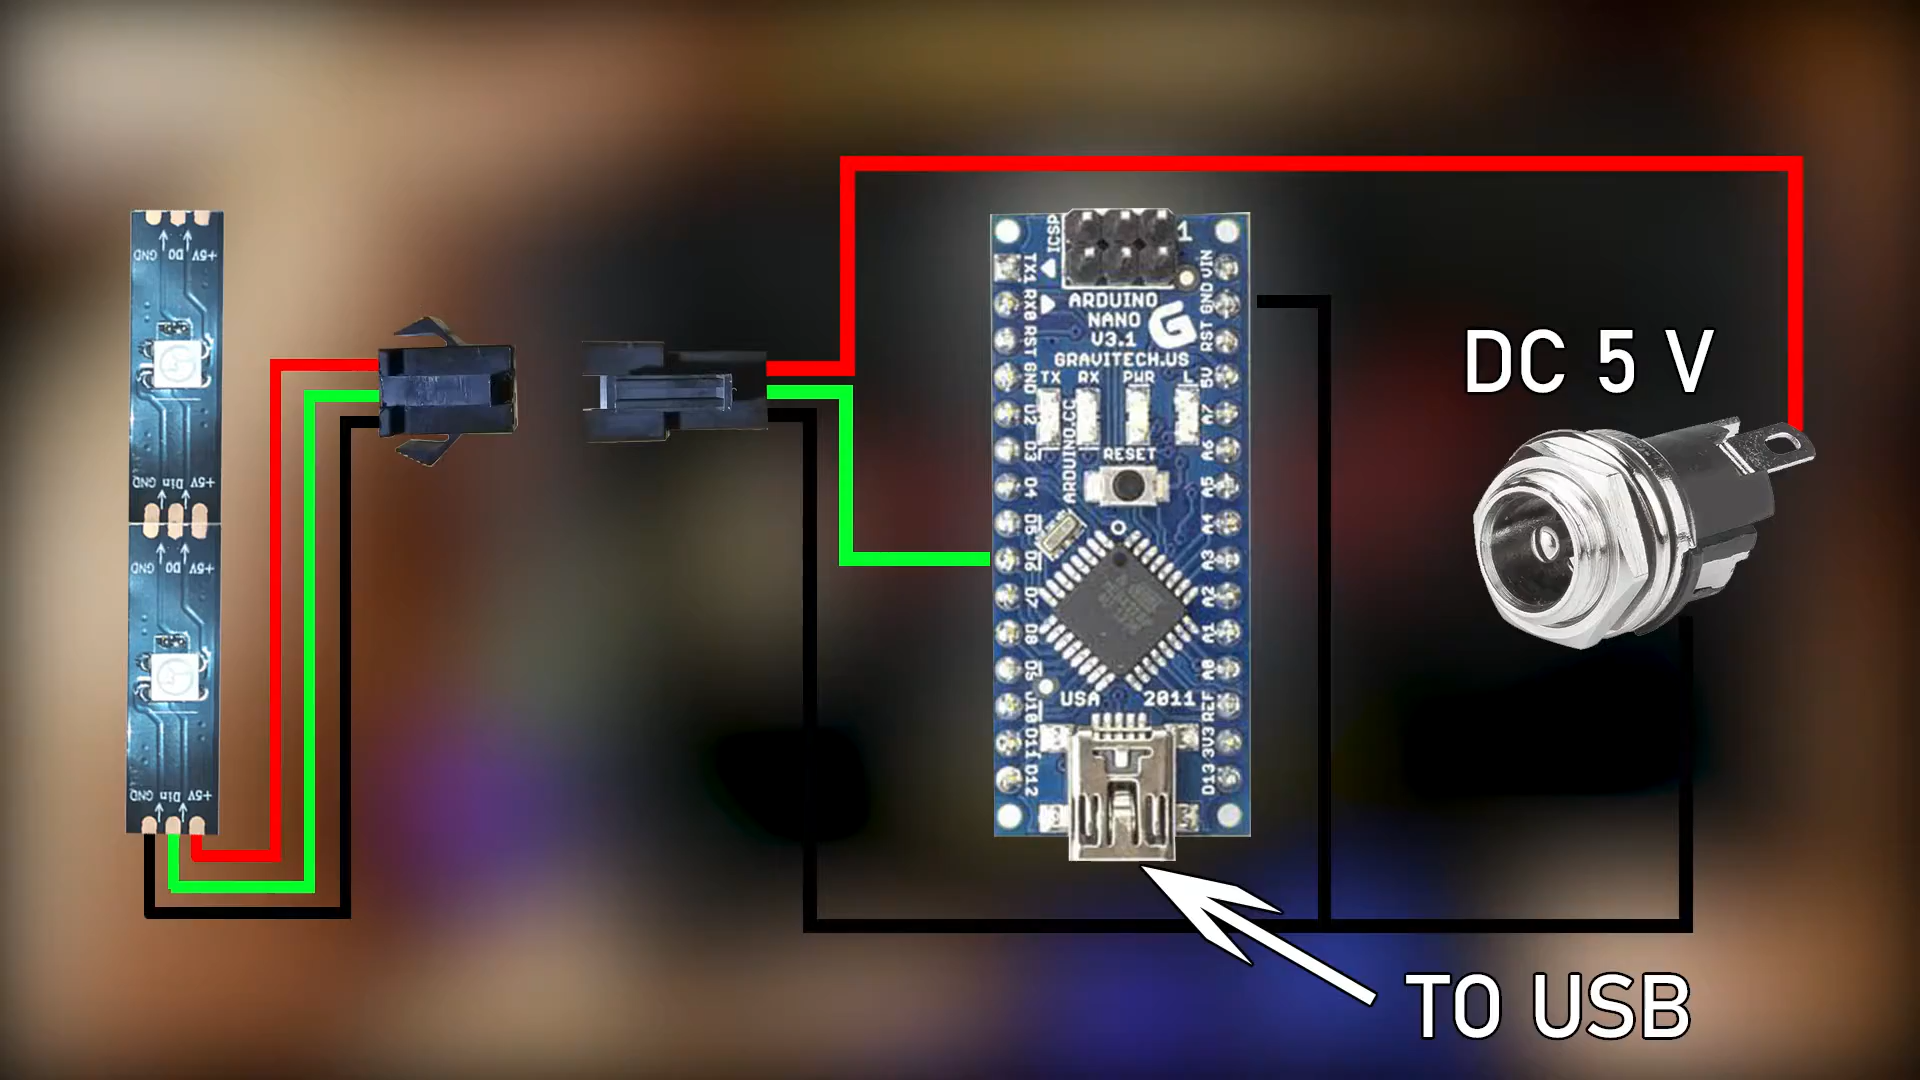 GND DO +5V
GND Din +5V
GND DO +5V
GND Din +5V
ICSP
1
TX1
RX0
RST
GND
D2
D3
D4
D5
D6
D7
D8
D9
D10
D11
D12
ARDUINO
NANO
V3.1
GRAVITECH.US
TX RX PWR L
ARDUINO.CC
RESET
USA 2011
VIN
GND
RST
5V
A7
A6
A5
A4
A3
A2
A1
A0
REF
3V3
D13
DC 5 V
TO USB